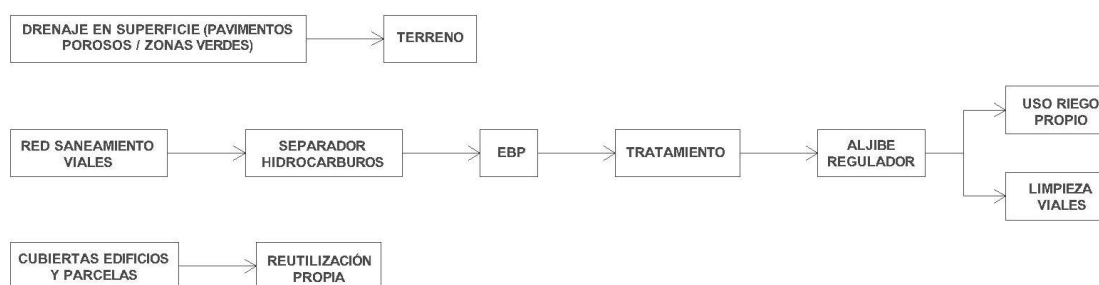 DRENAJE EN SUPERFICIE (PAVIMENTOS
POROSOS / ZONAS VERDES)
TERRENO
RED SANEAMIENTO
VIALES
SEPARADOR
HIDROCARBUROS
EBP
TRATAMIENTO
ALJIBE
REGULADOR
USO RIEGO
PROPIO
LIMPIEZA
VIALES
CUBIERTAS EDIFICIOS
Y PARCELAS
REUTILIZACIÓN
PROPIA